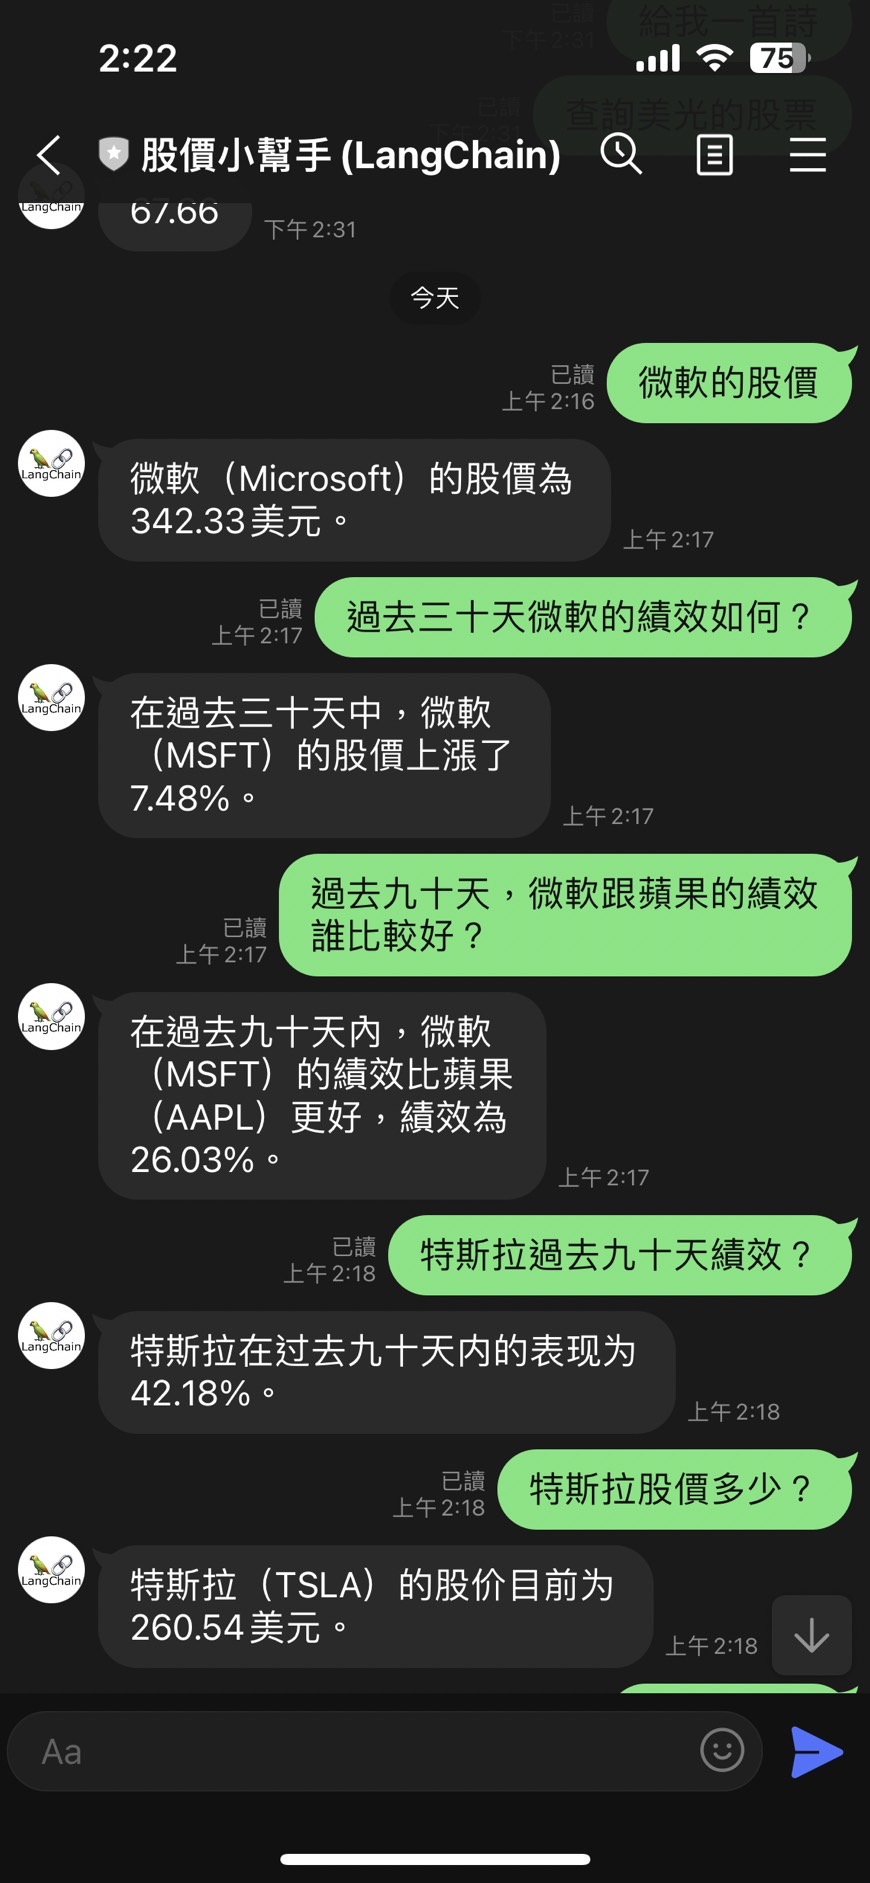 給我一首詩
已讀
下午 2:31
2:22
75
查詢美光的股票
已讀
下午 2:31
股價小幫手 (LangChain)
LangChain
67.66
下午 2:31
今天
已讀
上午 2:16
微軟的股價
LangChain
微軟（Microsoft）的股價為
342.33美元。
上午 2:17
已讀
上午 2:17
過去三十天微軟的績效如何？
LangChain
在過去三十天中，微軟
（MSFT）的股價上漲了
7.48%。
上午 2:17
已讀
上午 2:17
過去九十天，微軟跟蘋果的績效
誰比較好？
LangChain
在過去九十天內，微軟
（MSFT）的績效比蘋果
（AAPL）更好，績效為
26.03%。
上午 2:17
已讀
上午 2:18
特斯拉過去九十天績效？
LangChain
特斯拉在过去九十天内的表现为
42.18%。
上午 2:18
已讀
上午 2:18
特斯拉股價多少？
LangChain
特斯拉（TSLA）的股价目前为
260.54美元。
上午 2:18
Aa